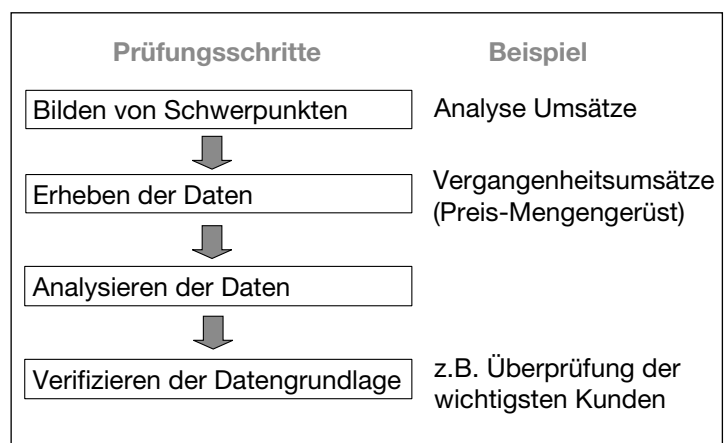 Prüfungsschritte Beispiel
Bilden von Schwerpunkten Analyse Umsätze
Erheben der Daten Vergangenheitsumsätze
(Preis-Mengengerüst)
Analysieren der Daten
Verifizieren der Datengrundlage z.B. Überprüfung der
wichtigsten Kunden